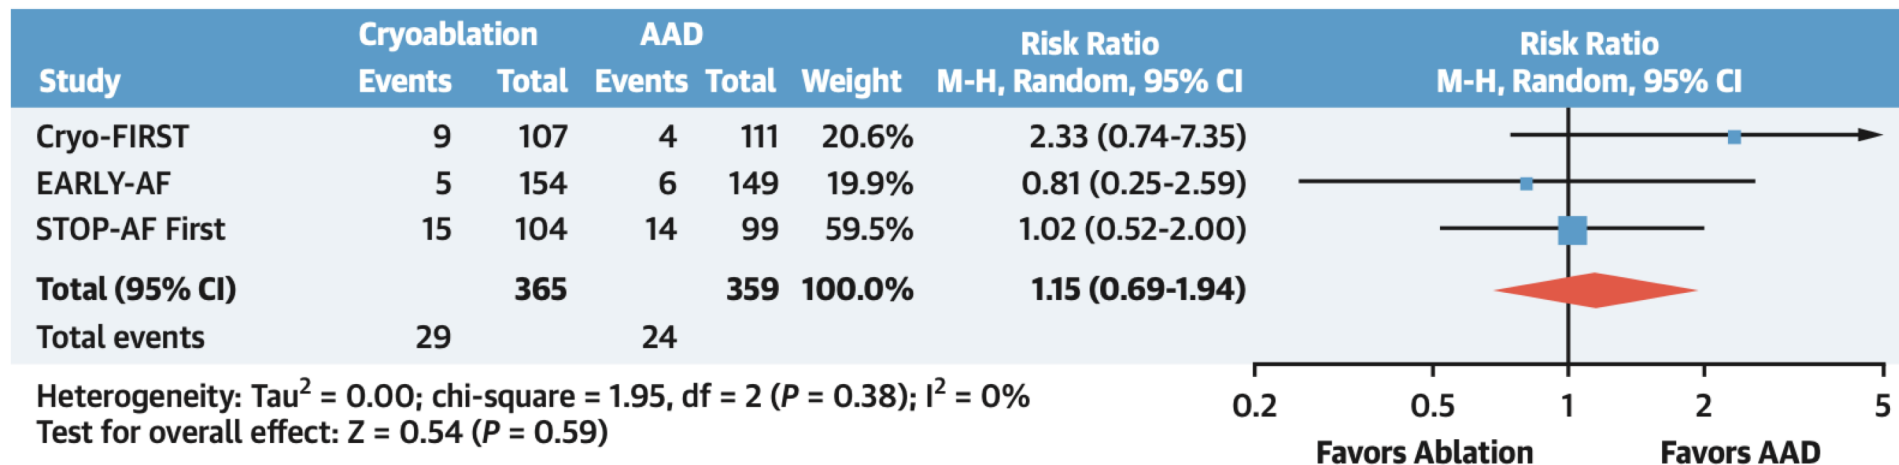 Cryoablation AAD Risk Ratio Risk Ratio
Study Events Total Events Total Weight M-H, Random, 95% CI M-H, Random, 95% CI
Cryo-FIRST 9 107 4 111 20.6% 2.33 (0.74-7.35)
EARLY-AF 5 154 6 149 19.9% 0.81 (0.25-2.59)
STOP-AF First 15 104 14 99 59.5% 1.02 (0.52-2.00)
Total (95% CI) 365 359 100.0% 1.15 (0.69-1.94)
Total events 29 24
Heterogeneity: Tau² = 0.00; chi-square = 1.95, df = 2 (P = 0.38); I² = 0%
Test for overall effect: Z = 0.54 (P = 0.59)
0.2 0.5 1 2 5
Favors Ablation Favors AAD